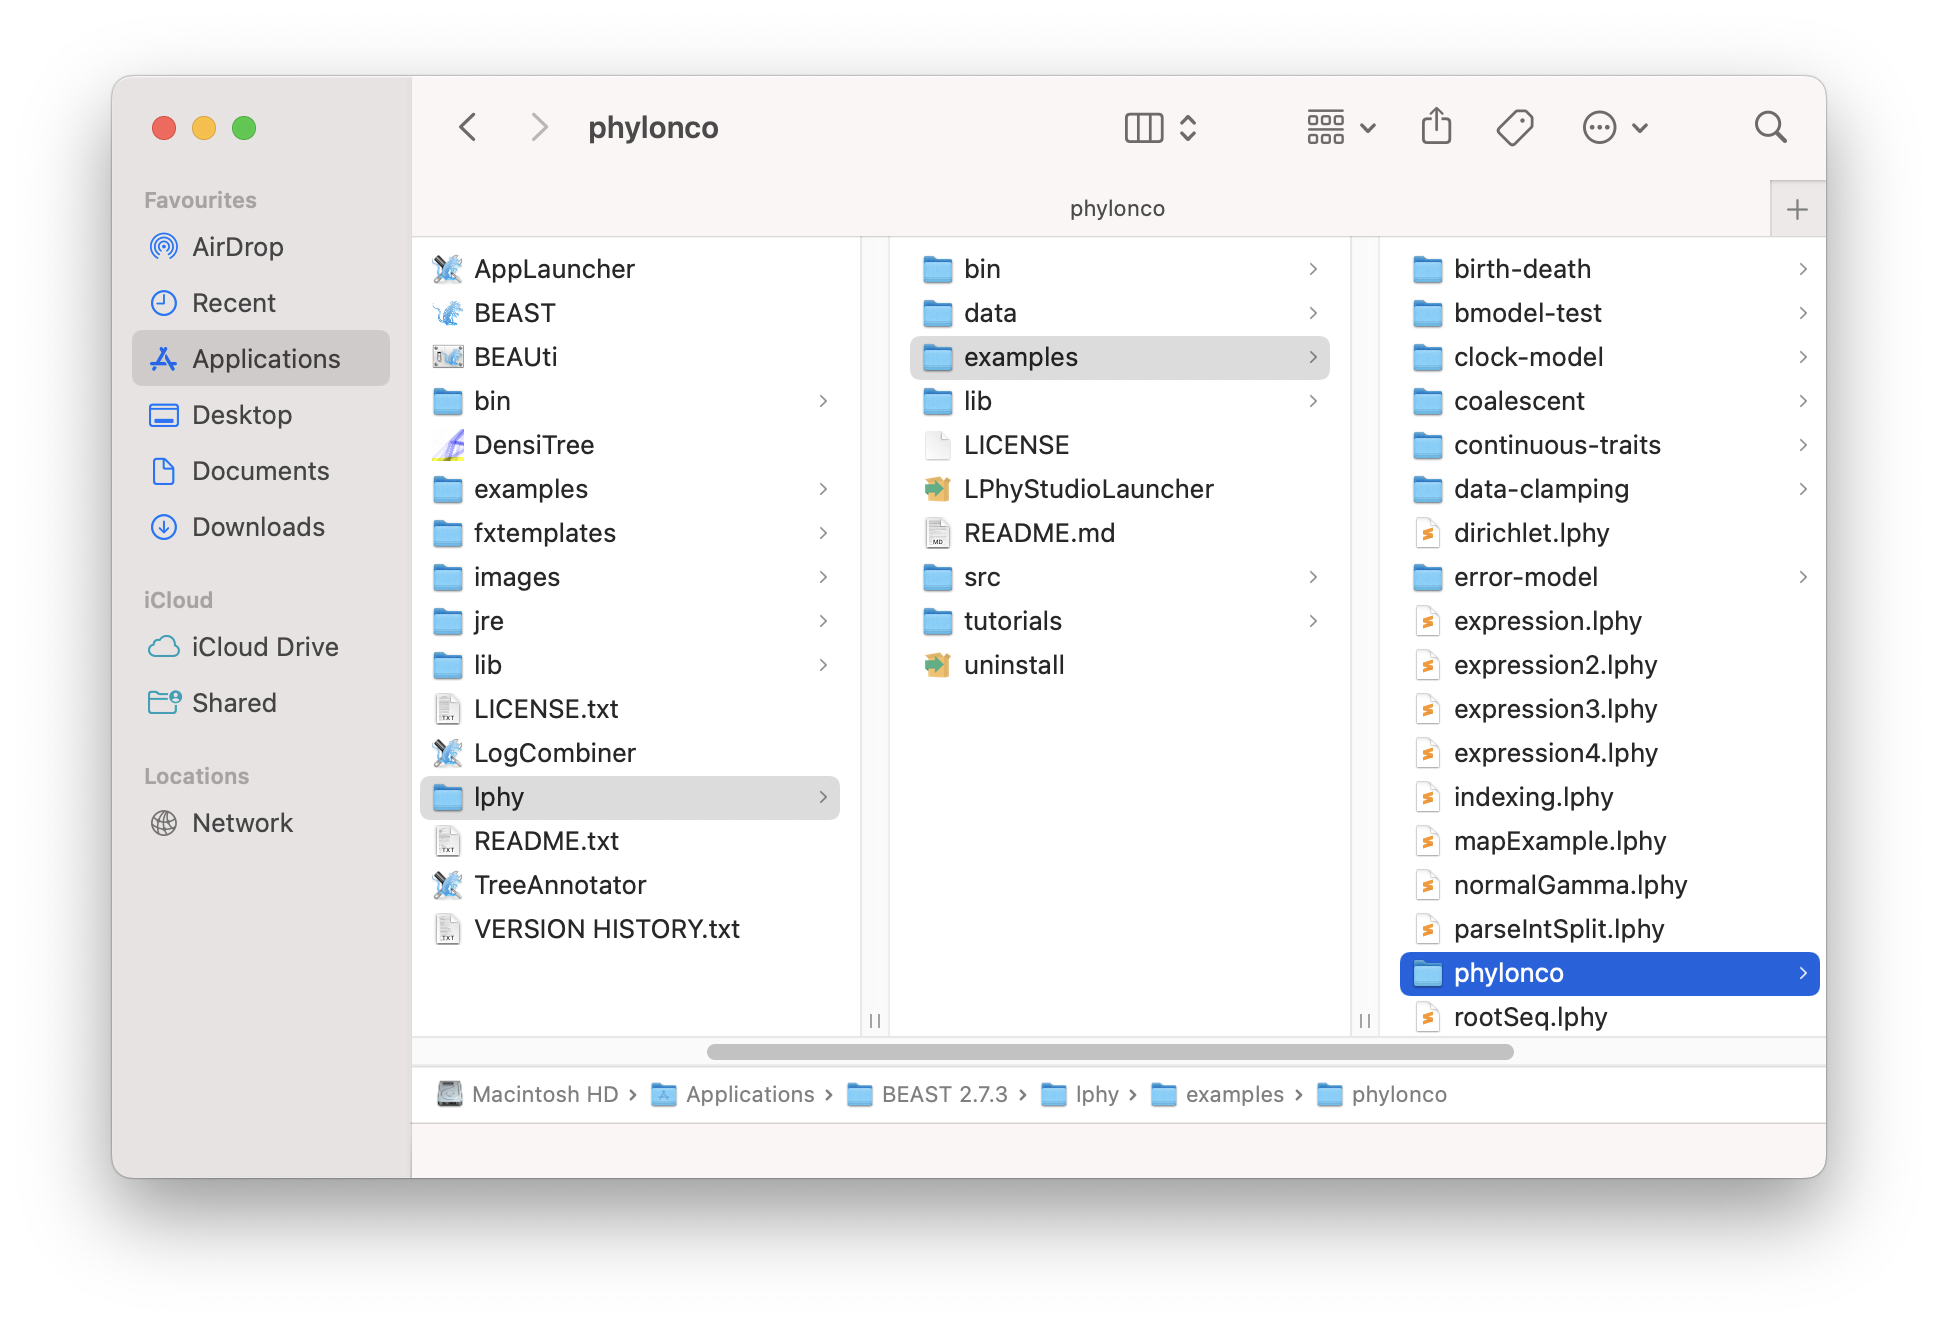 phylonco
phylonco
Favourites
AirDrop
Recent
Applications
Desktop
Documents
Downloads
iCloud
iCloud Drive
Shared
Locations
Network
AppLauncher
BEAST
BEAUti
bin
DensiTree
examples
fxtemplates
images
jre
lib
LICENSE.txt
LogCombiner
lphy
README.txt
TreeAnnotator
VERSION HISTORY.txt
bin
data
examples
lib
LICENSE
LPhyStudioLauncher
README.md
src
tutorials
uninstall
birth-death
bmodel-test
clock-model
coalescent
continuous-traits
data-clamping
dirichlet.lphy
error-model
expression.lphy
expression2.lphy
expression3.lphy
expression4.lphy
indexing.lphy
mapExample.lphy
normalGamma.lphy
parseIntSplit.lphy
phylonco
rootSeq.lphy
Macintosh HD › Applications › BEAST 2.7.3 › lphy › examples › phylonco